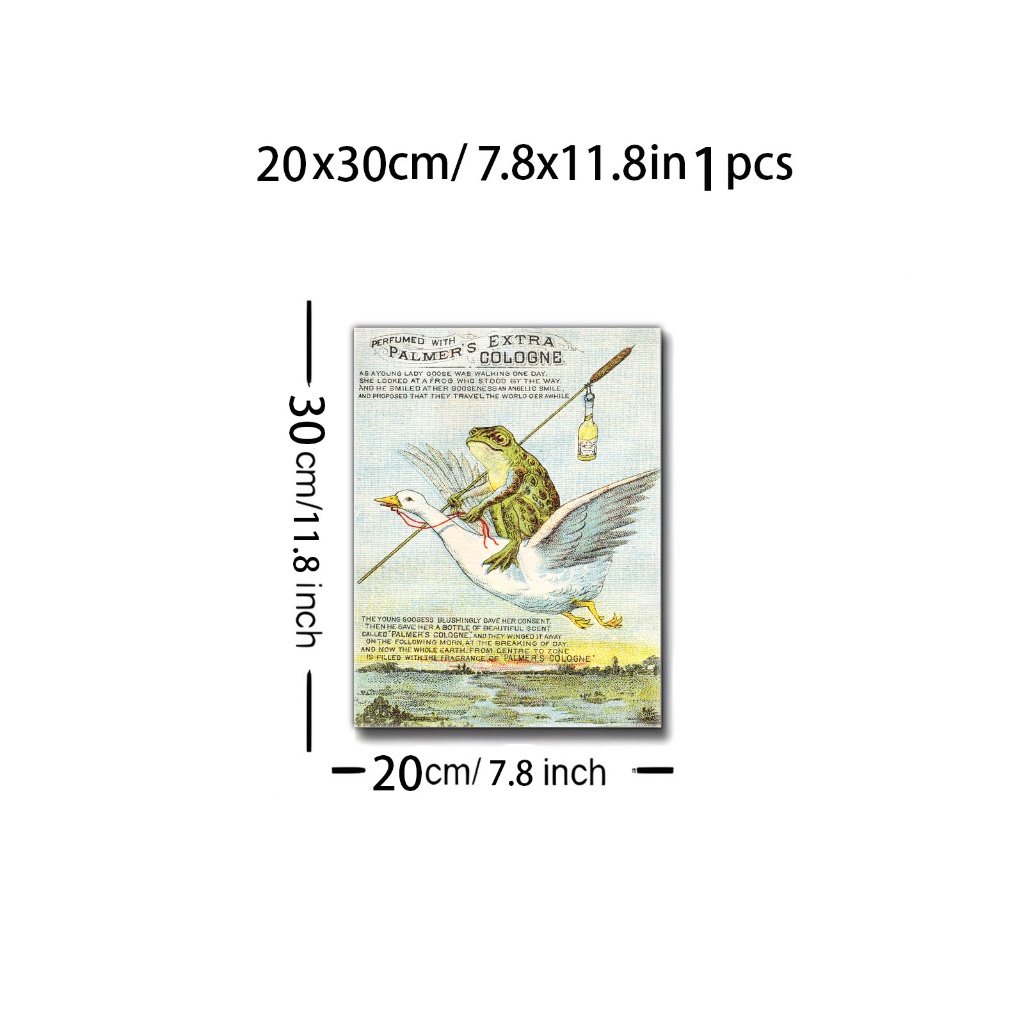 20x30cm/ 7.8x11.8in 1 pcs
PERFUMED WITH
PALMER'S EXTRA
COLOGNE
AS A YOUNG LADY GOOSE WAS WALKING ONE DAY,
SHE LOOKED AT A FROG WHO STOOD BY THE WAY.
AND HE SMILED AT HER GOOSENESS AN ANGELIC SMILE,
AND PROPOSED THAT THEY TRAVEL THE WORLD O'ER AWHILE
THE YOUNG GOOSESS BLUSHINGLY GAVE HER CONSENT.
THEN HE GAVE HER A BOTTLE OF BEAUTIFUL SCENT
CALLED "PALMER'S COLOGNE," AND THEY WINGED IT AWAY
ON THE FOLLOWING MORN, AT THE BREAKING OF DAY.
AND NOW THE WHOLE EARTH, FROM CENTRE TO ZONE
IS FILLED WITH THE FRAGRANCE OF "PALMER'S COLOGNE"
30 cm/11.8 inch
20cm/ 7.8 inch